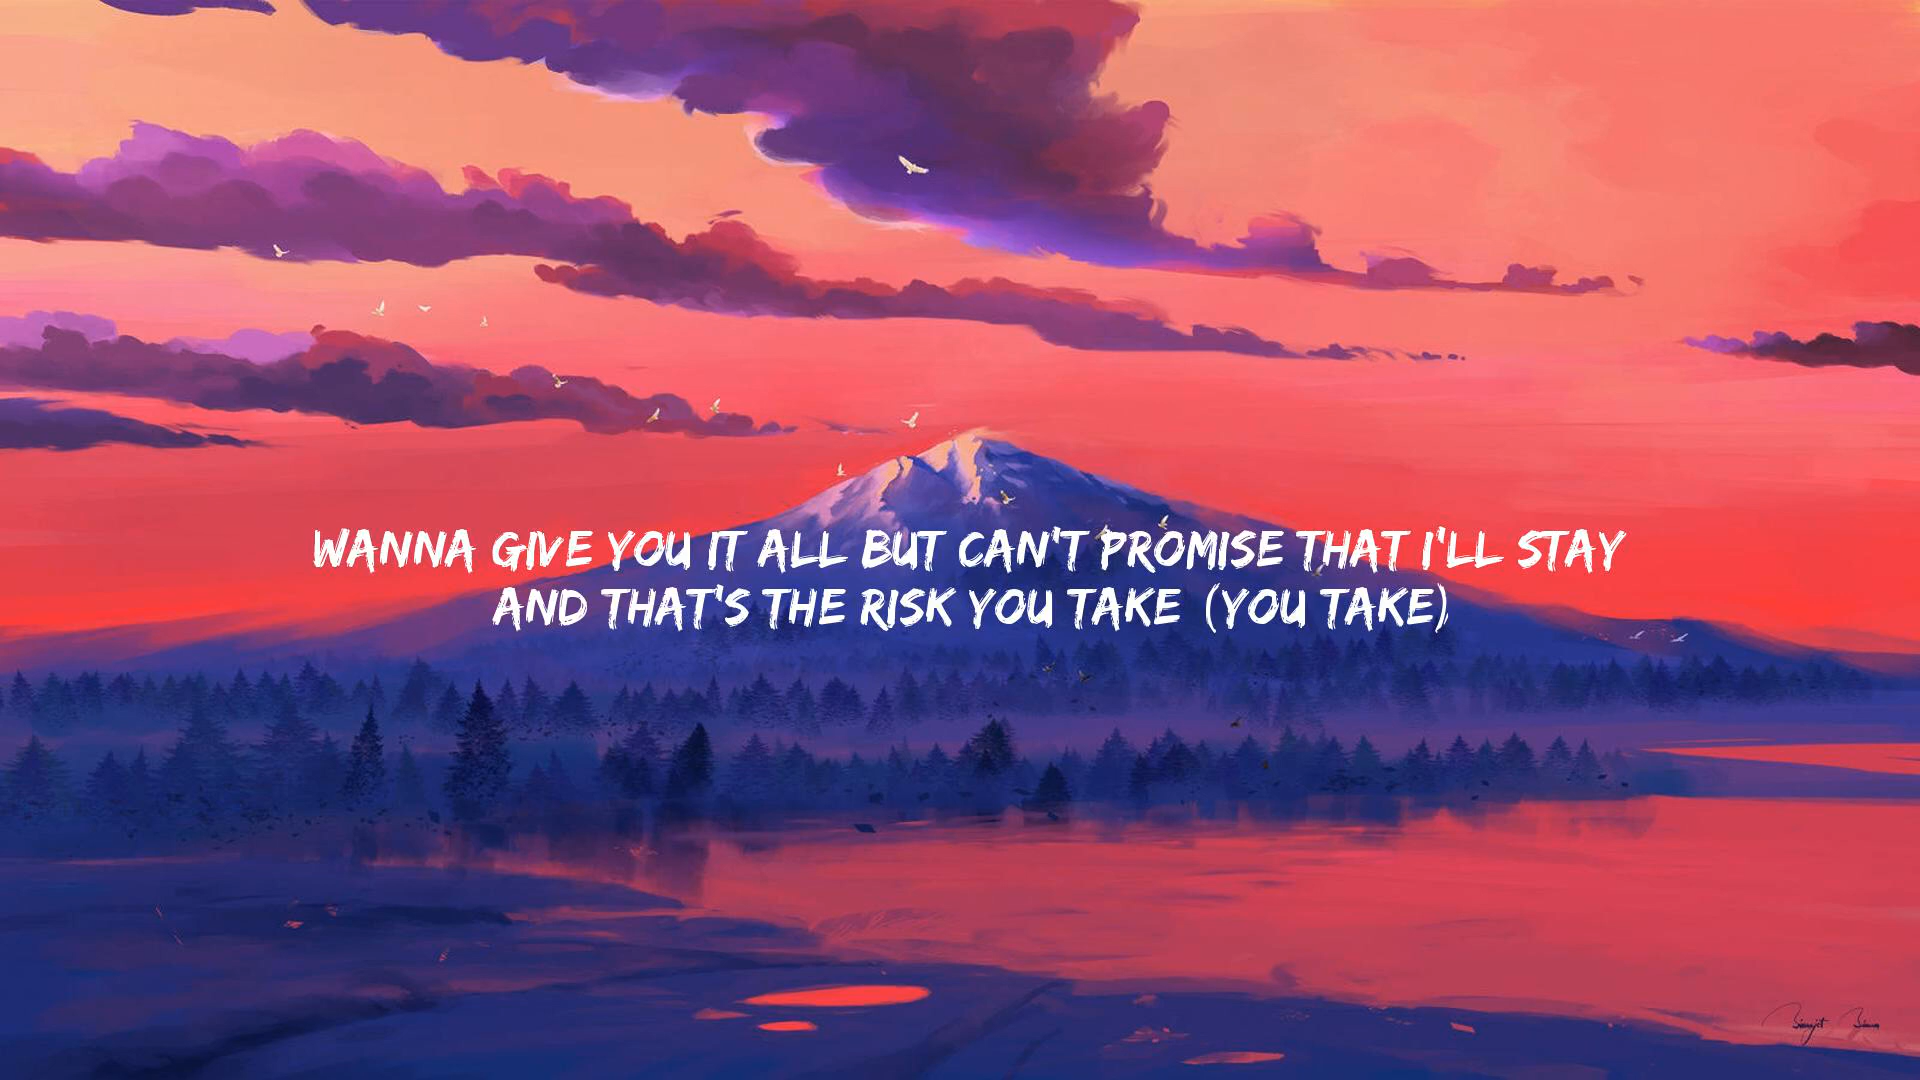 WANNA GIVE YOU IT ALL BUT CAN'T PROMISE THAT I'LL STAY
AND THAT'S THE RISK YOU TAKE (YOU TAKE)